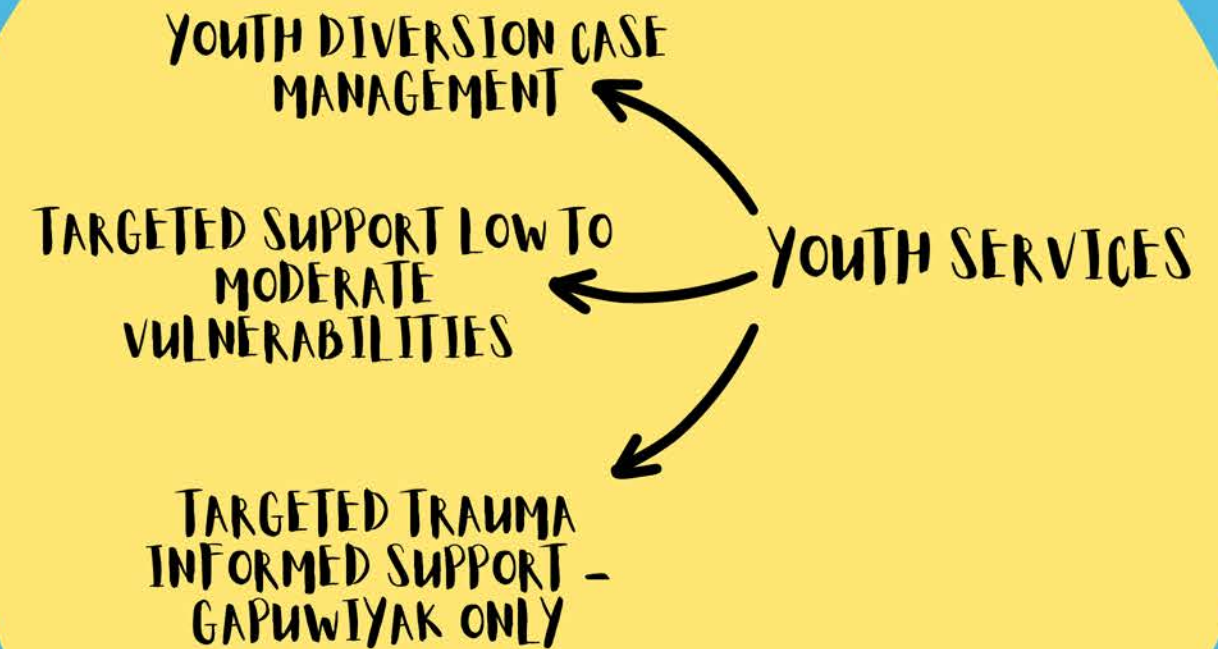 YOUTH DIVERSION CASE
MANAGEMENT
TARGETED SUPPORT LOW TO
MODERATE
VULNERABILITIES
YOUTH SERVICES
TARGETED TRAUMA
INFORMED SUPPORT -
GAPUWIYAK ONLY